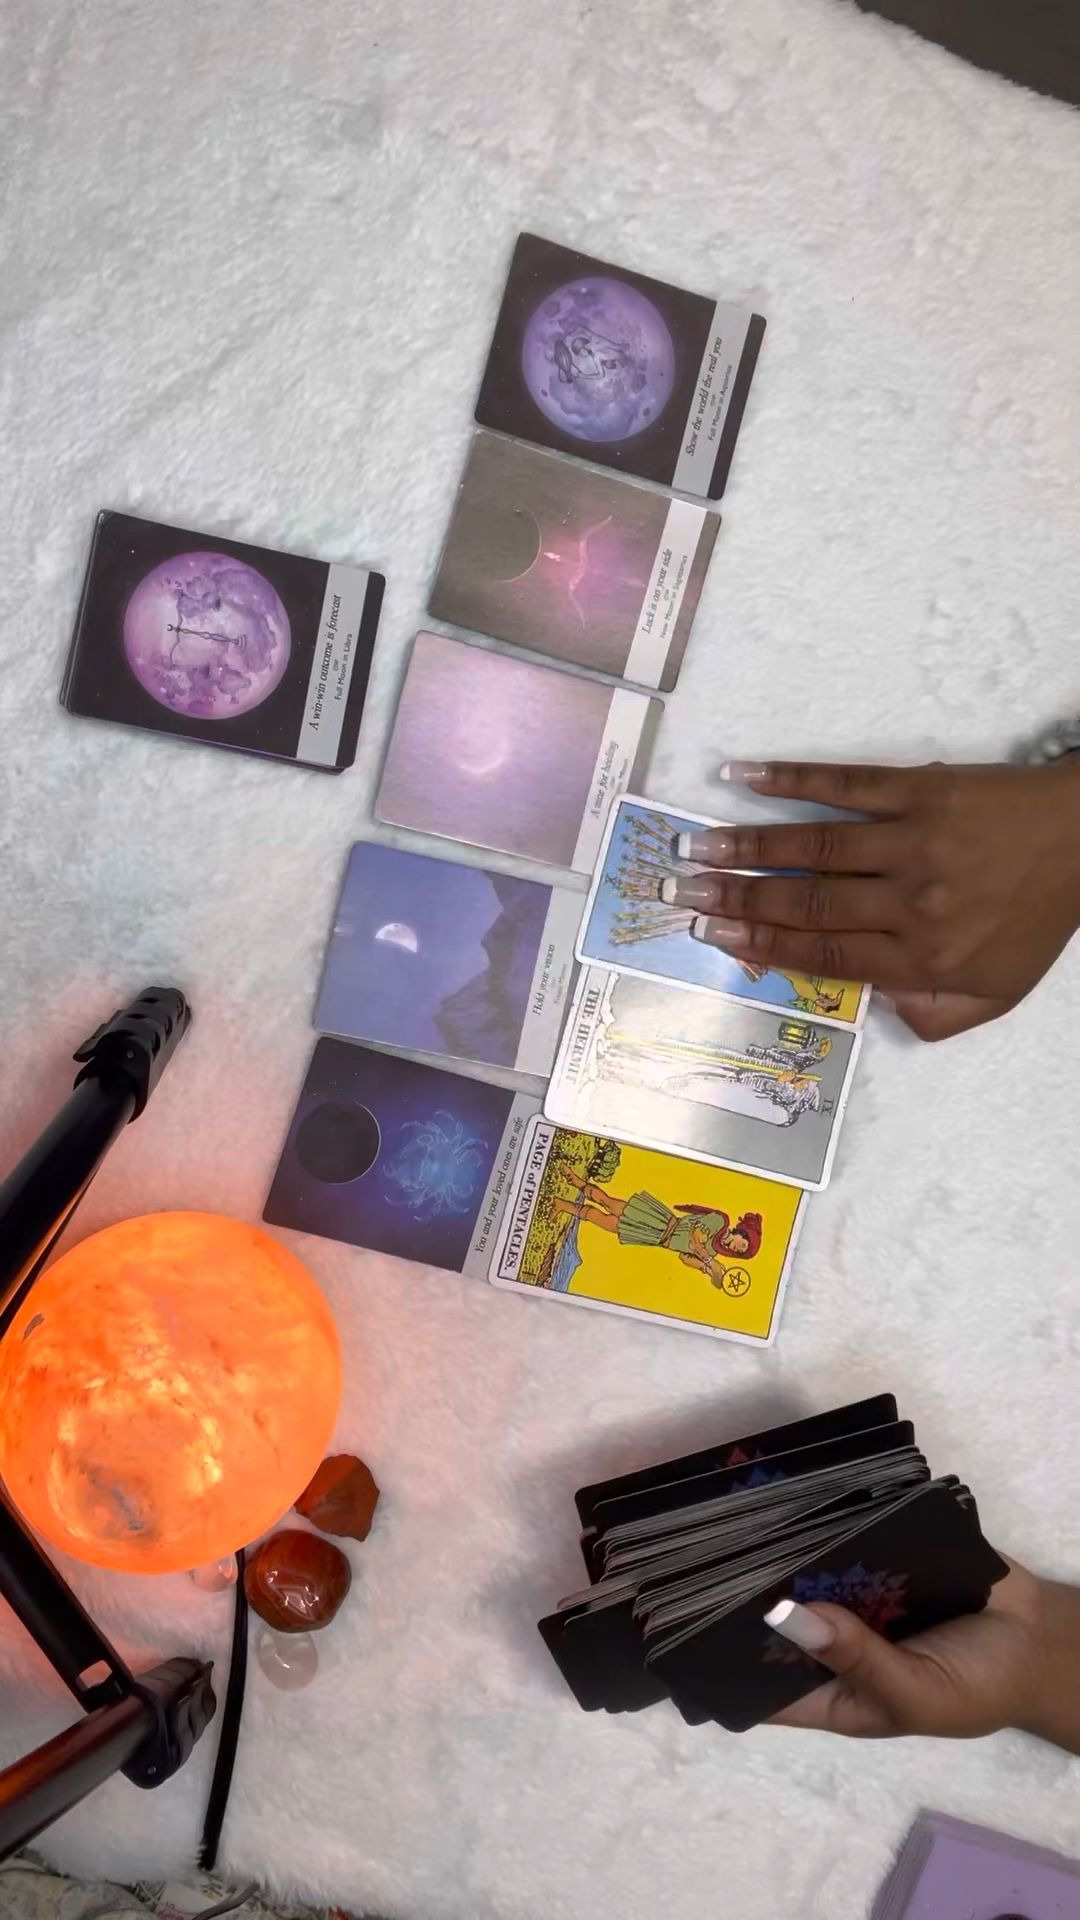 Show the world the real you
Full Moon in Aquarius
Luck is on your side
New Moon in Sagittarius
A win-win outcome is forecast
Full Moon in Libra
A time for healing
Moon
X
Hold your vision
THE HERMIT.
IX
You and your loved ones are safe
PAGE of PENTACLES.